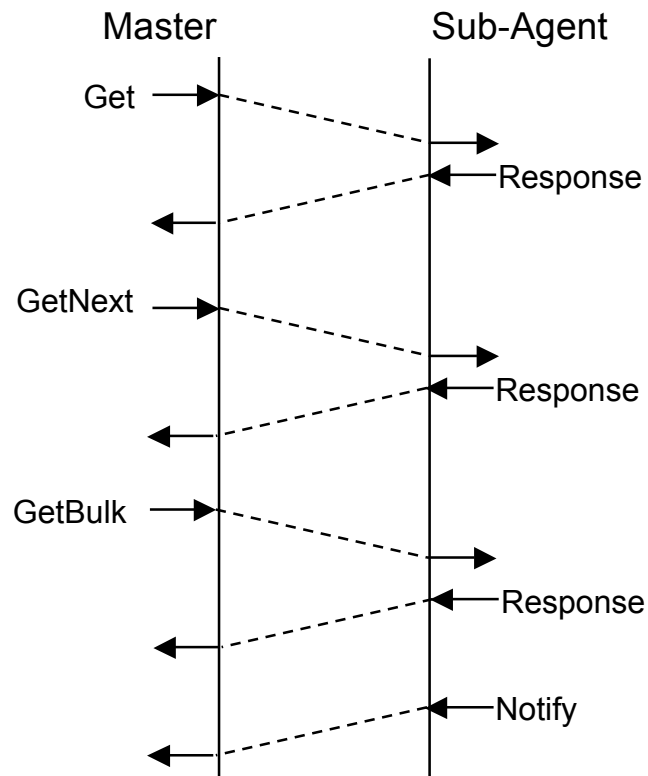 Master
Sub-Agent
Get
Response
GetNext
Response
GetBulk
Response
Notify